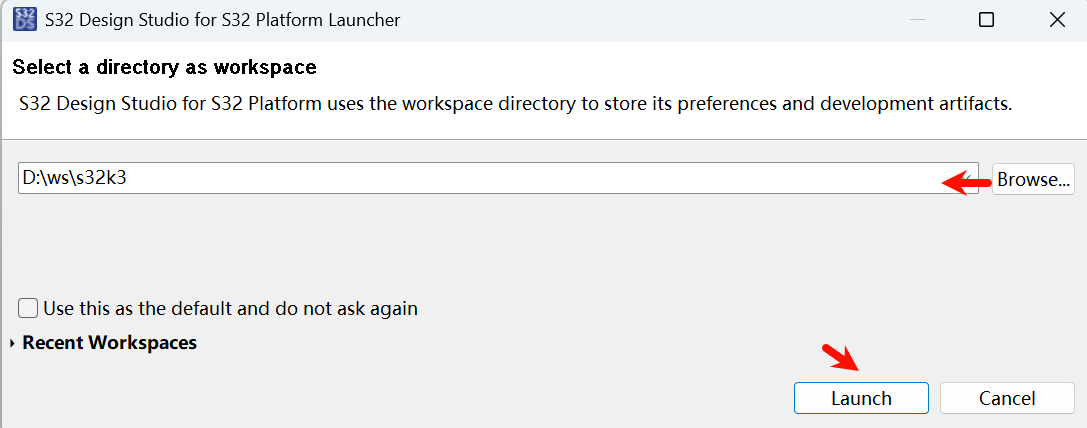 S32 DS
S32 Design Studio for S32 Platform Launcher
Select a directory as workspace
S32 Design Studio for S32 Platform uses the workspace directory to store its preferences and development artifacts.
D:\ws\s32k3
Browse...
Use this as the default and do not ask again
Recent Workspaces
Launch
Cancel